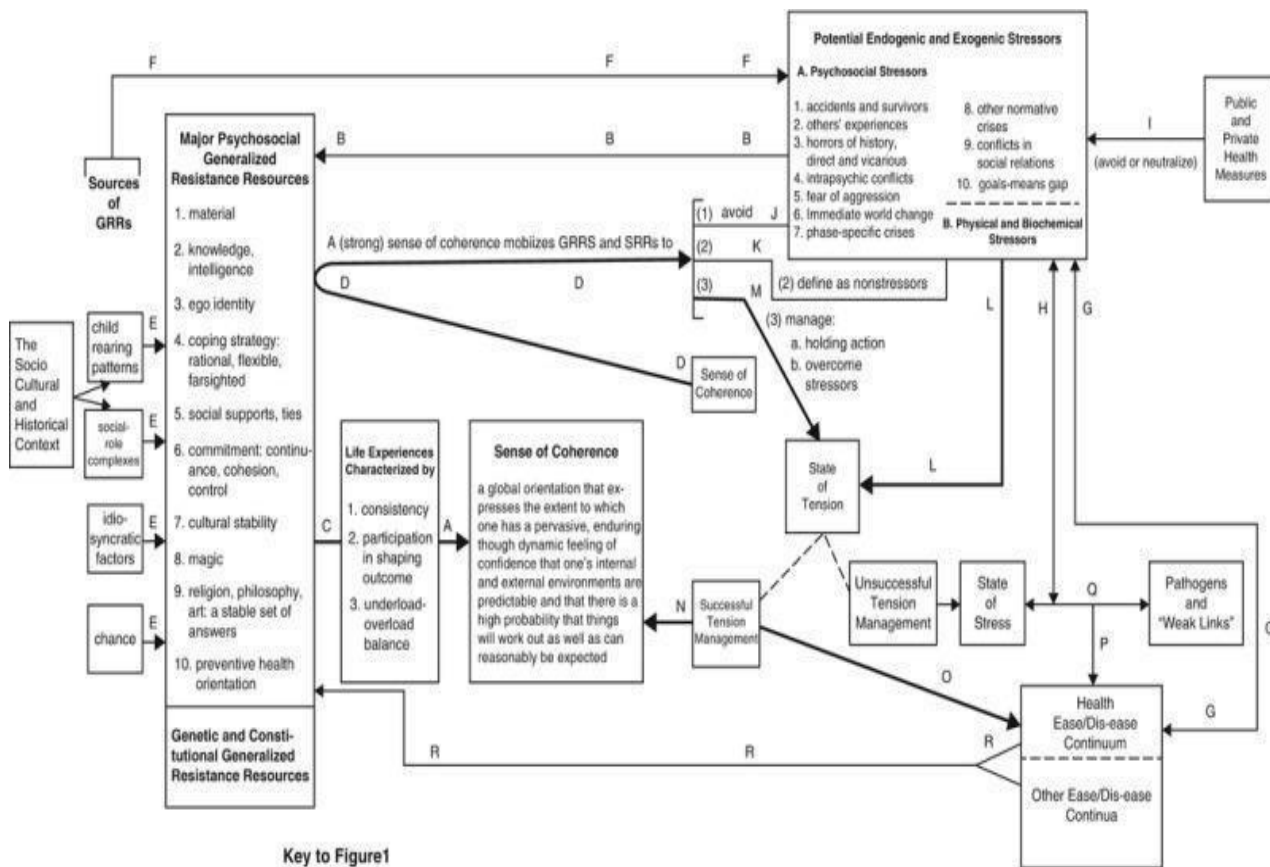 Potential Endogenic and Exogenic Stressors
A. Psychosocial Stressors
1. accidents and survivors
2. others' experiences
3. horrors of history,
direct and vicarious
4. intrapsychic conflicts
5. fear of aggression
6. Immediate world change
7. phase-specific crises
8. other normative
crises
9. conflicts in
social relations
10. goals-means gap
B. Physical and Biochemical
Stressors
Public
and
Private
Health
Measures
I
(avoid or neutralize)
F
F
F
B
B
B
Sources
of
GRRs
Major Psychosocial
Generalized
Resistance Resources
1. material
2. knowledge,
intelligence
3. ego identity
4. coping strategy:
rational, flexible,
farsighted
5. social supports, ties
6. commitment: continu-
ance, cohesion,
control
7. cultural stability
8. magic
9. religion, philosophy,
art: a stable set of
answers
10. preventive health
orientation
Genetic and Consti-
tutional Generalized
Resistance Resources
The
Socio
Cultural
and
Historical
Context
child
rearing
patterns
social-
role
complexes
idio-
syncratic
factors
chance
E
E
E
E
A (strong) sense of coherence mobiizes GRRS and SRRs to
D
D
D
(1) avoid J
(2) K
(3) M
(2) define as nonstressors
(3) manage:
a. holding action
b. overcome
stressors
Sense of
Coherence
L
H
G
C
Life Experiences
Characterized by
1. consistency
2. participation
in shaping
outcome
3. underload-
overload
balance
A
Sense of Coherence
a global orientation that ex-
presses the extent to which
one has a pervasive, enduring
though dynamic feeling of
confidence that one's internal
and external environments are
predictable and that there is a
high probability that things
will work out as well as can
reasonably be expected
State
of
Tension
L
N
Successful
Tension
Management
Unsuccessful
Tension
Management
State
of
Stress
Q
Pathogens
and
"Weak Links"
P
O
G
Health
Ease/Dis-ease
Continuum
Other Ease/Dis-ease
Continua
R
R
R
Key to Figure1